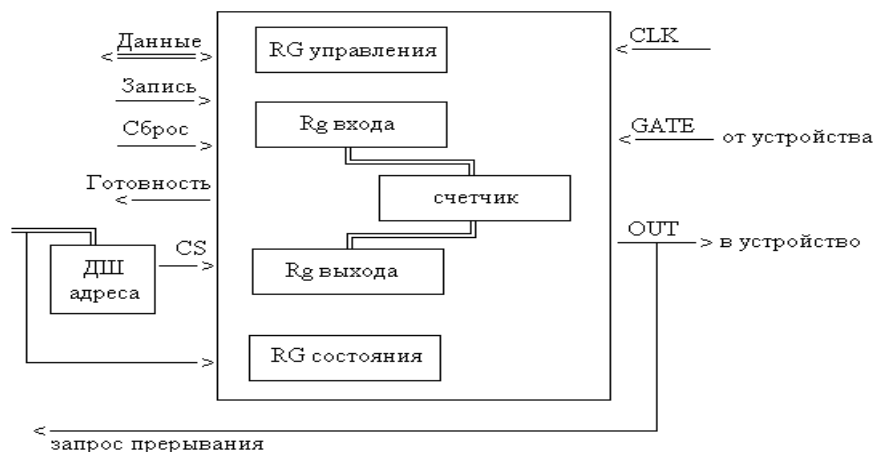 Данные
RG управления
CLK
Запись
Rg входа
Сброс
GATE
от устройства
Готовность
счетчик
OUT
в устройство
CS
ДШ
адреса
Rg выхода
RG состояния
запрос прерывания